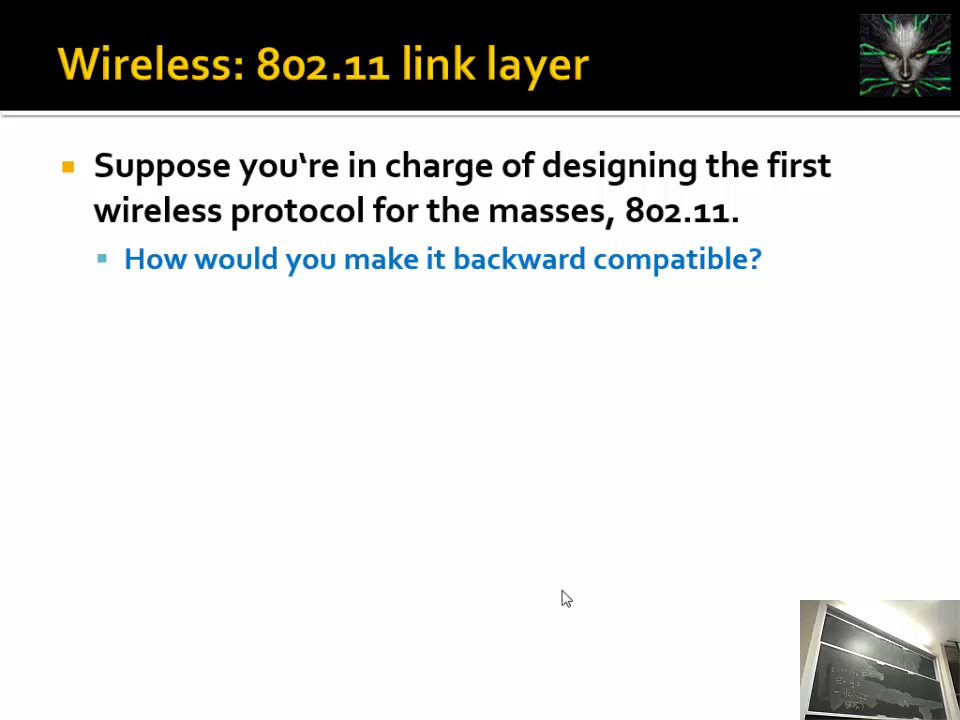 Wireless: 802.11 link layer
Suppose you‘re in charge of designing the first
wireless protocol for the masses, 802.11.
How would you make it backward compatible?